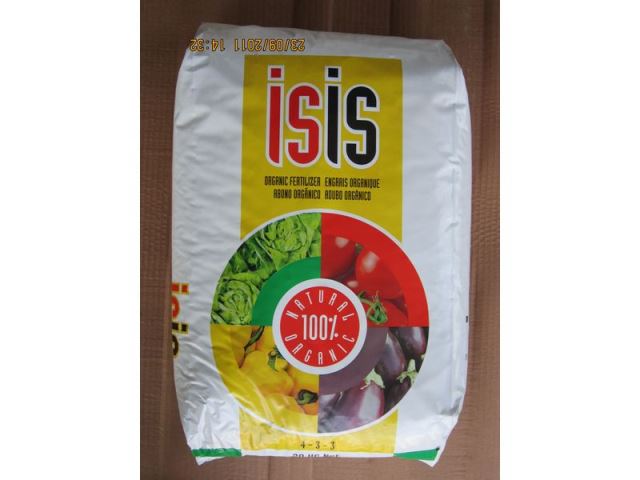 23/09/2011 14:32
isis
ORGANIC FERTILIZER ENGRAIS ORGANIQUE
ABONO ORGÁNICO ADUBO ORGÂNICO
NATURAL
100%
ORGANIC
4-3-3
isis